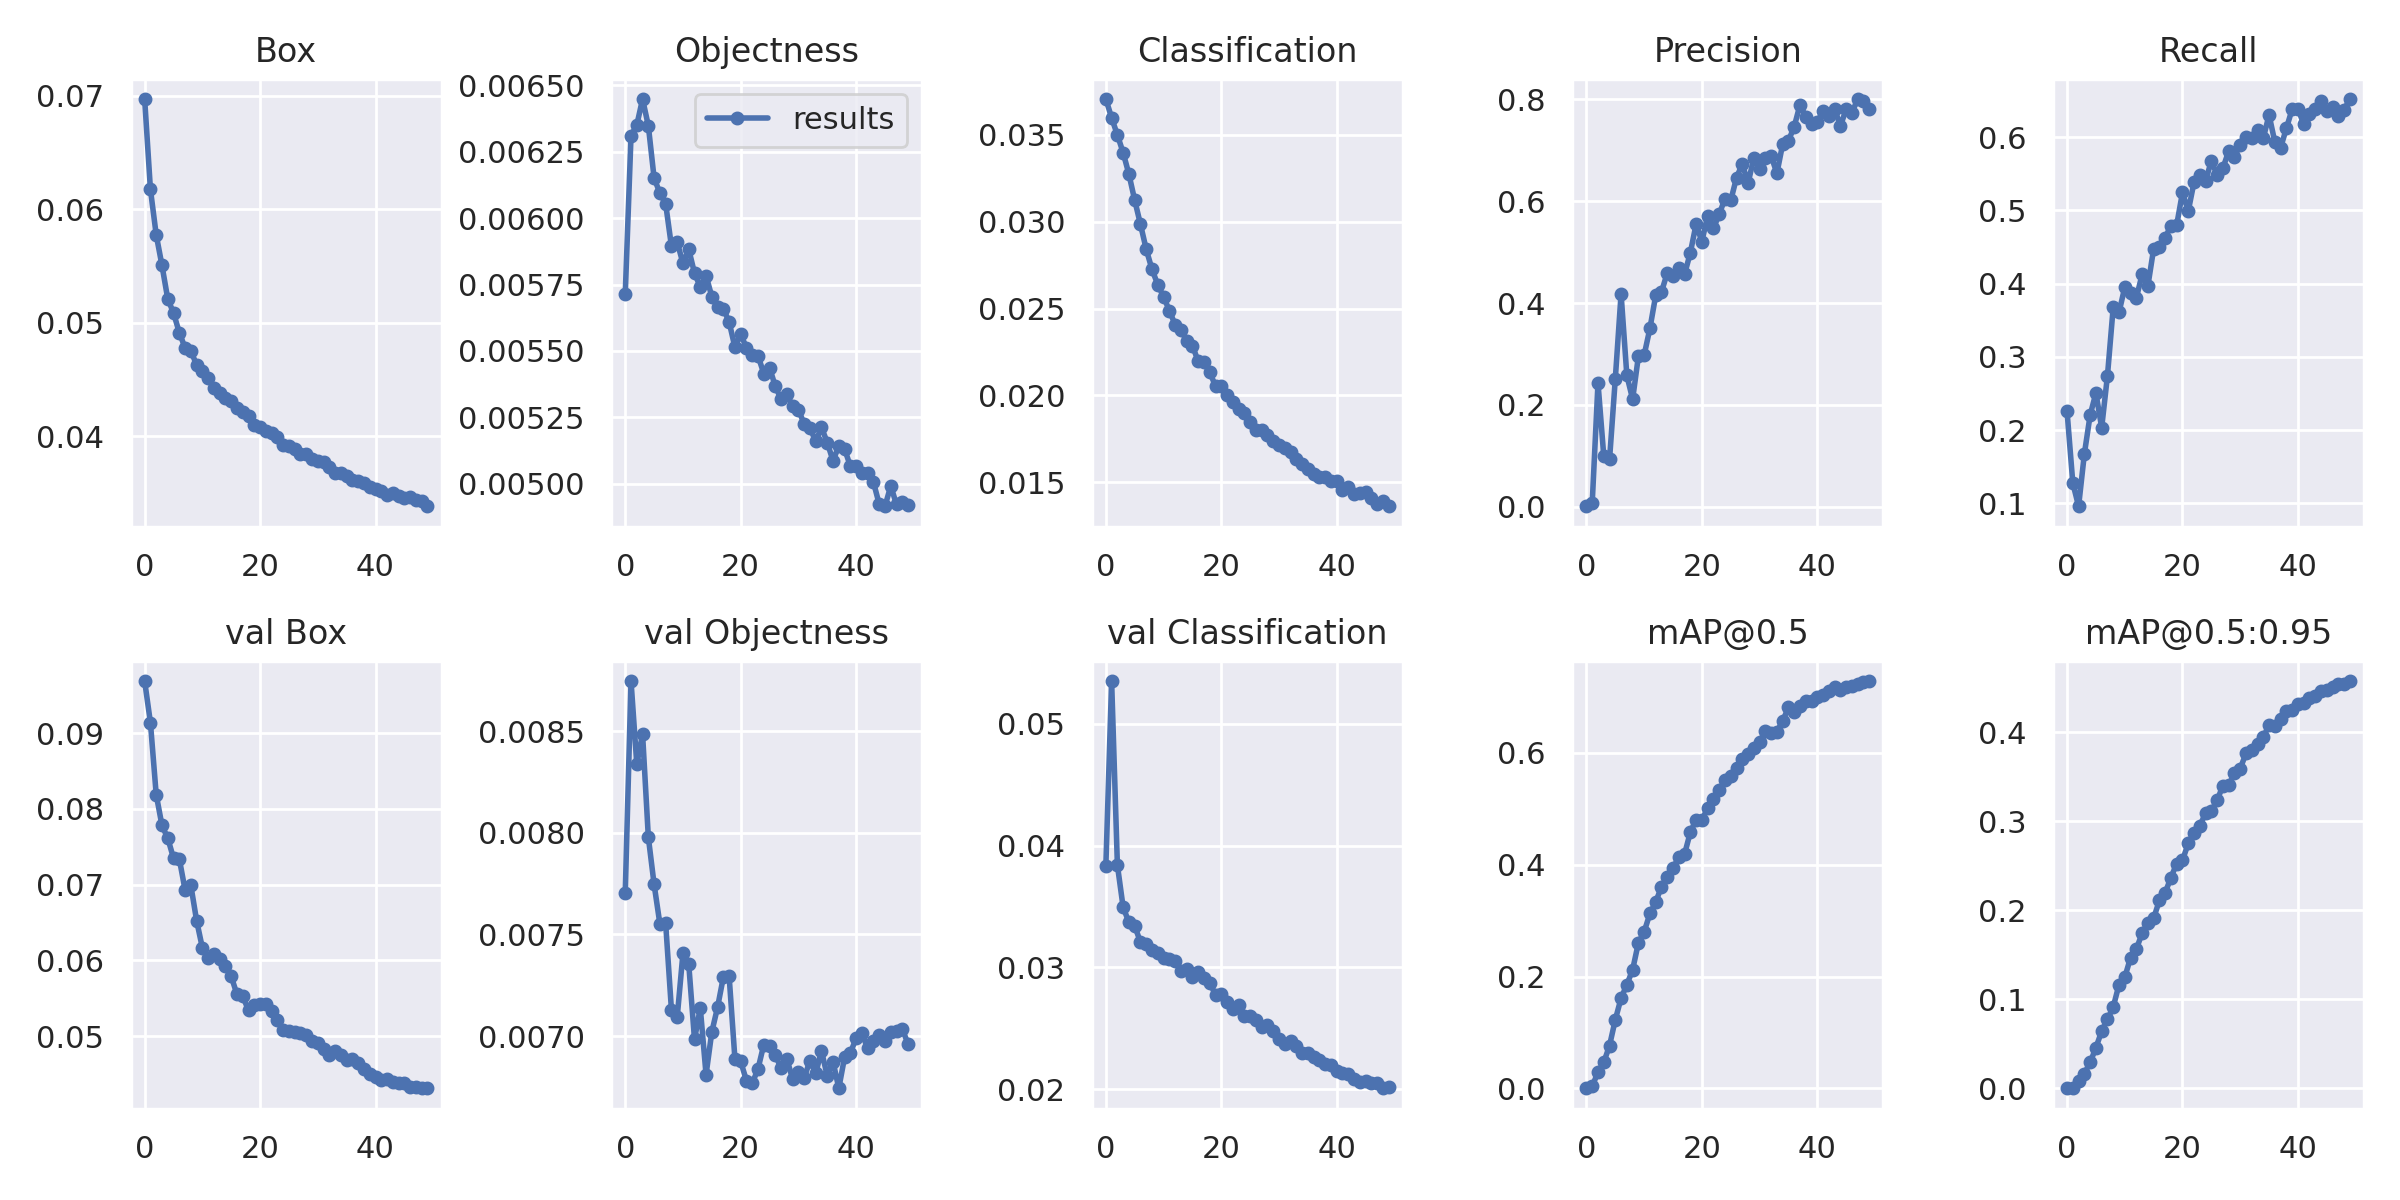 Box
0.07
0.06
0.05
0.04
0 20 40
Objectness
results
0.00650
0.00625
0.00600
0.00575
0.00550
0.00525
0.00500
0 20 40
Classification
0.035
0.030
0.025
0.020
0.015
0 20 40
Precision
0.8
0.6
0.4
0.2
0.0
0 20 40
Recall
0.6
0.5
0.4
0.3
0.2
0.1
0 20 40
val Box
0.09
0.08
0.07
0.06
0.05
0 20 40
val Objectness
0.0085
0.0080
0.0075
0.0070
0 20 40
val Classification
0.05
0.04
0.03
0.02
0 20 40
mAP@0.5
0.6
0.4
0.2
0.0
0 20 40
mAP@0.5:0.95
0.4
0.3
0.2
0.1
0.0
0 20 40